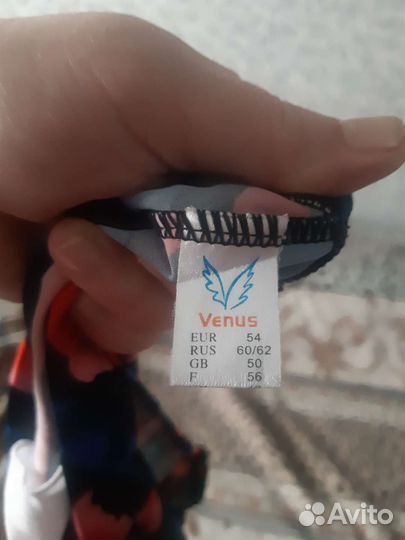 Venus
EUR 54
RUS 60/62
GB 50
F 56
Avito